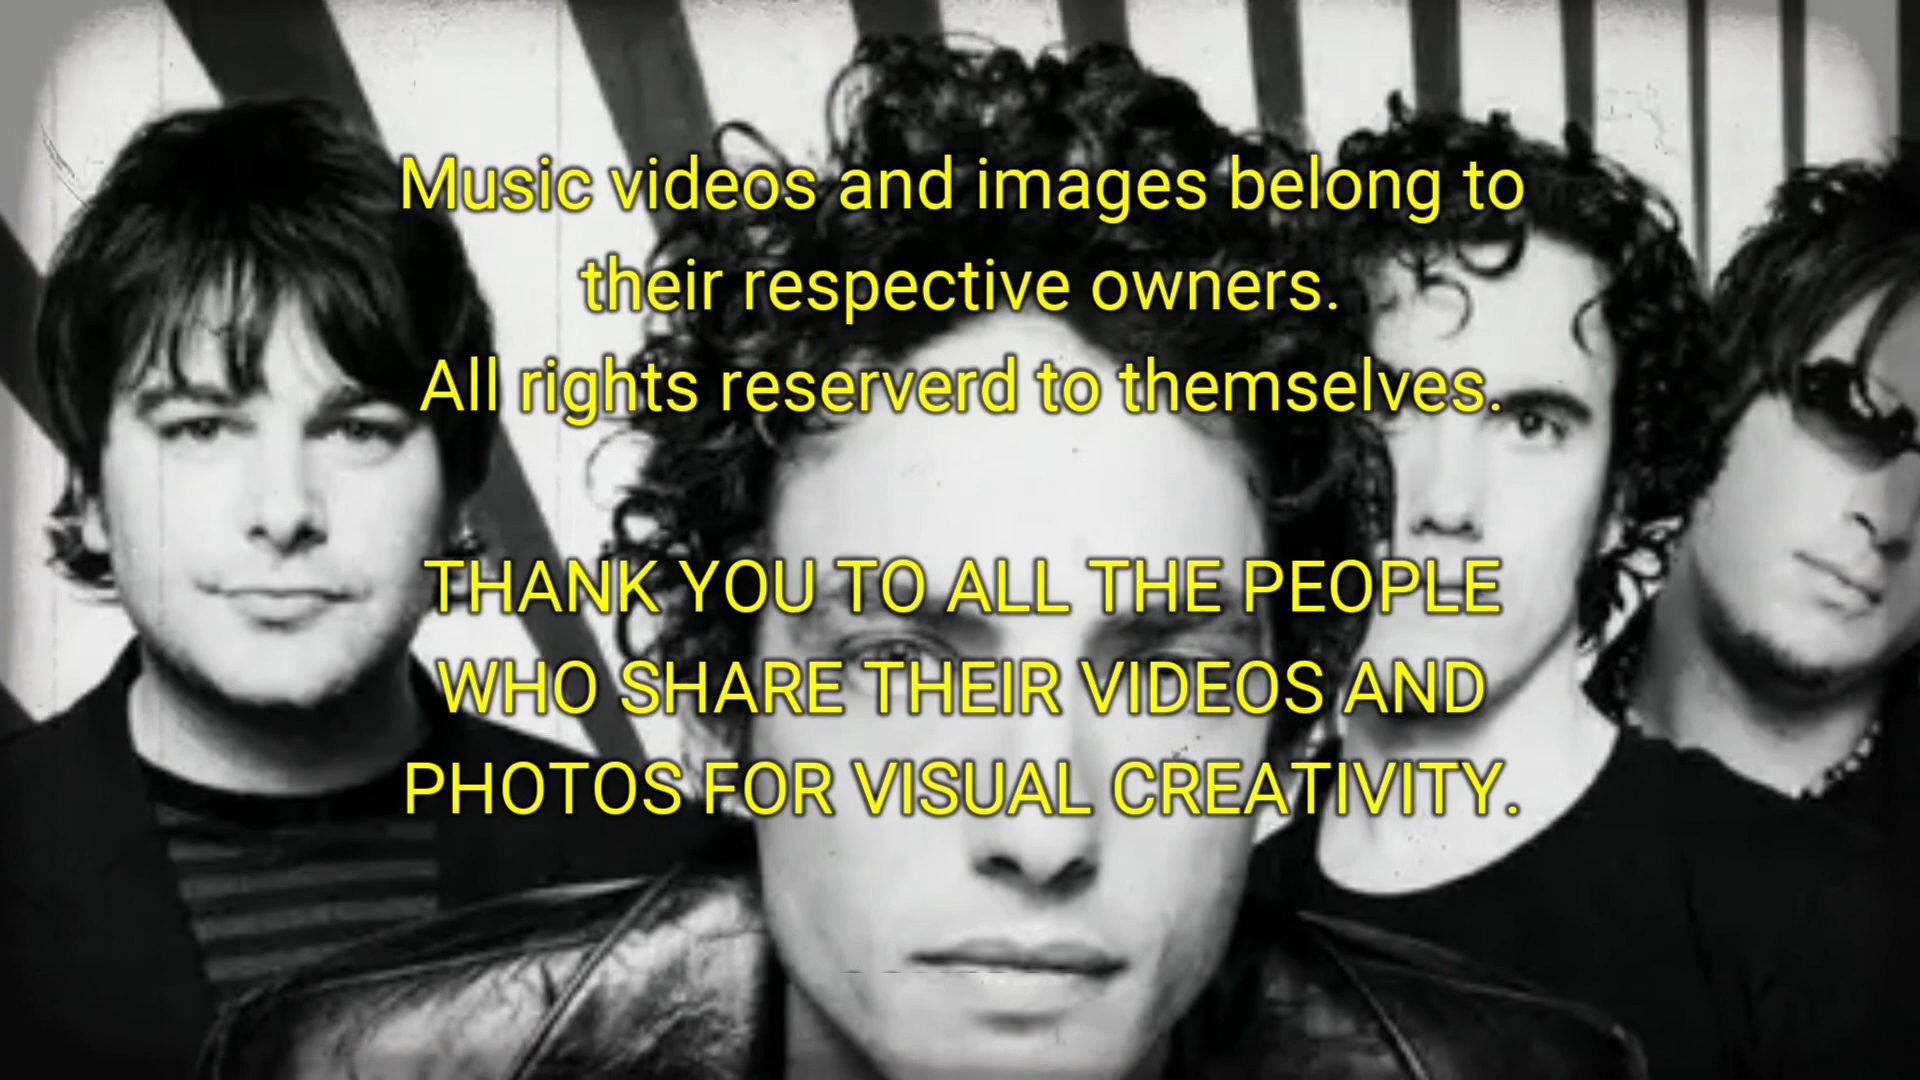 Music videos and images belong to
their respective owners.
All rights reserverd to themselves.
THANK YOU TO ALL THE PEOPLE
WHO SHARE THEIR VIDEOS AND
PHOTOS FOR VISUAL CREATIVITY.